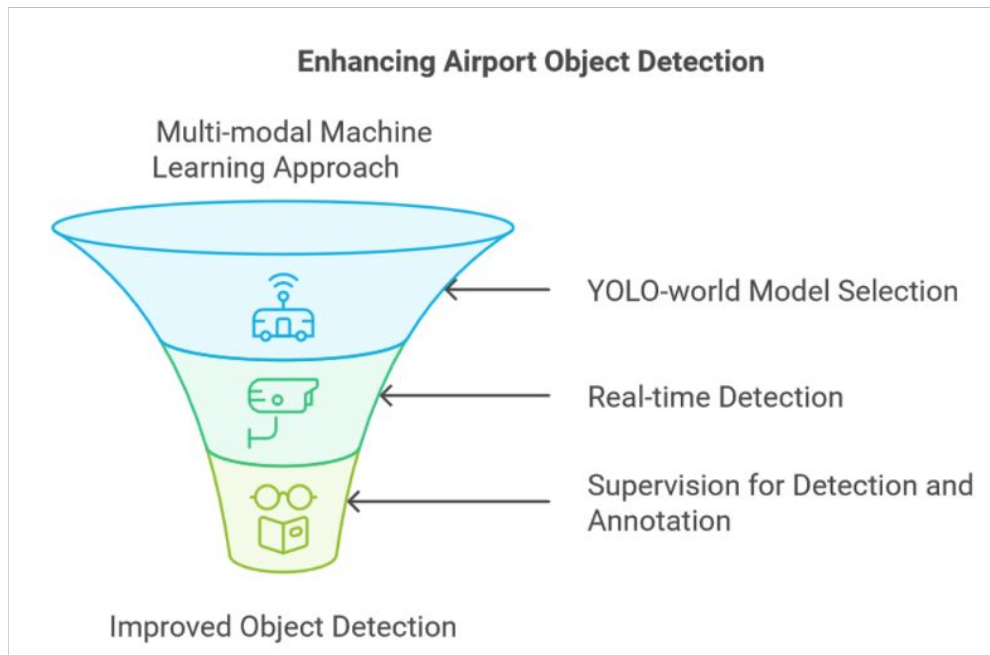 Enhancing Airport Object Detection
Multi-modal Machine
Learning Approach
YOLO-world Model Selection
Real-time Detection
Supervision for Detection and
Annotation
Improved Object Detection